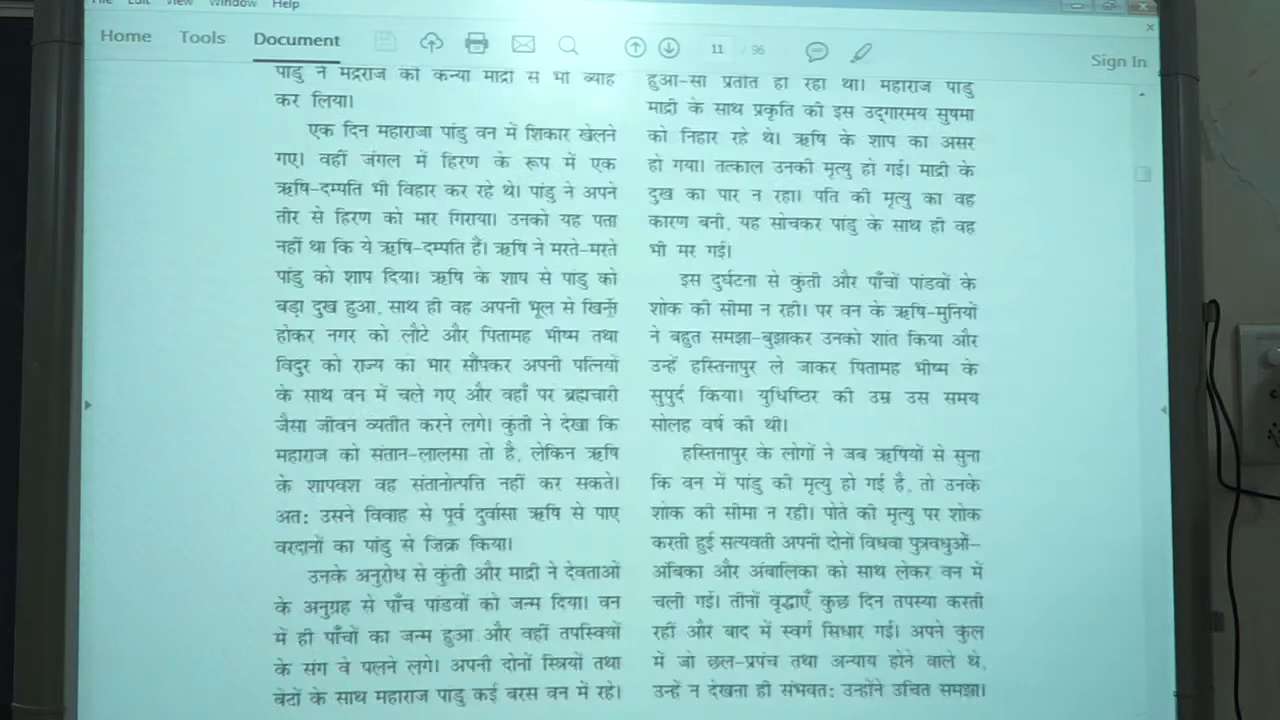 File Edit View Window Help
Home Tools Document
11 / 96
Sign In
पांडु ने मद्रराज की कन्या माद्री से भी ब्याह
कर लिया।
एक दिन महाराजा पांडु वन में शिकार खेलने
गए। वहीं जंगल में हिरण के रूप में एक
ऋषि-दम्पति भी विहार कर रहे थे। पांडु ने अपने
तीर से हिरण को मार गिराया। उनको यह पता
नहीं था कि ये ऋषि-दम्पति हैं। ऋषि ने मरते-मरते
पांडु को शाप दिया। ऋषि के शाप से पांडु को
बड़ा दुख हुआ, साथ ही वह अपनी भूल से खिन्न
होकर नगर को लौटे और पितामह भीष्म तथा
विदुर को राज्य का भार सौंपकर अपनी पत्नियों
के साथ वन में चले गए और वहाँ पर ब्रह्मचारी
जैसा जीवन व्यतीत करने लगे। कुंती ने देखा कि
महाराज को संतान-लालसा तो है, लेकिन ऋषि
के शापवश वह संतानोत्पत्ति नहीं कर सकते।
अत: उसने विवाह से पूर्व दुर्वासा ऋषि से पाए
वरदानों का पांडु से जिक्र किया।
उनके अनुरोध से कुंती और माद्री ने देवताओं
के अनुग्रह से पाँच पांडवों को जन्म दिया। वन
में ही पाँचों का जन्म हुआ और वहीं तपस्वियों
के संग वे पलने लगे। अपनी दोनों स्त्रियों तथा
बेटों के साथ महाराज पांडु कई बरस वन में रहे।
हुआ-सा प्रतीत हो रहा था। महाराज पांडु
माद्री के साथ प्रकृति की इस उद्गारमय सुषमा
को निहार रहे थे। ऋषि के शाप का असर
हो गया। तत्काल उनकी मृत्यु हो गई। माद्री के
दुख का पार न रहा। पति की मृत्यु का वह
कारण बनी, यह सोचकर पांडु के साथ ही वह
भी मर गई।
इस दुर्घटना से कुंती और पाँचों पांडवों के
शोक की सीमा न रही। पर वन के ऋषि-मुनियों
ने बहुत समझा-बुझाकर उनको शांत किया और
उन्हें हस्तिनापुर ले जाकर पितामह भीष्म के
सुपुर्द किया। युधिष्ठिर की उम्र उस समय
सोलह वर्ष की थी।
हस्तिनापुर के लोगों ने जब ऋषियों से सुना
कि वन में पांडु की मृत्यु हो गई है, तो उनके
शोक की सीमा न रही। पोते की मृत्यु पर शोक
करती हुई सत्यवती अपनी दोनों विधवा पुत्रवधुओं-
अंबिका और अंबालिका को साथ लेकर वन में
चली गई। तीनों वृद्धाएँ कुछ दिन तपस्या करती
रहीं और बाद में स्वर्ग सिधार गईं। अपने कुल
में जो छल-प्रपंच तथा अन्याय होने वाले थे,
उन्हें न देखना ही संभवत: उन्होंने उचित समझा।